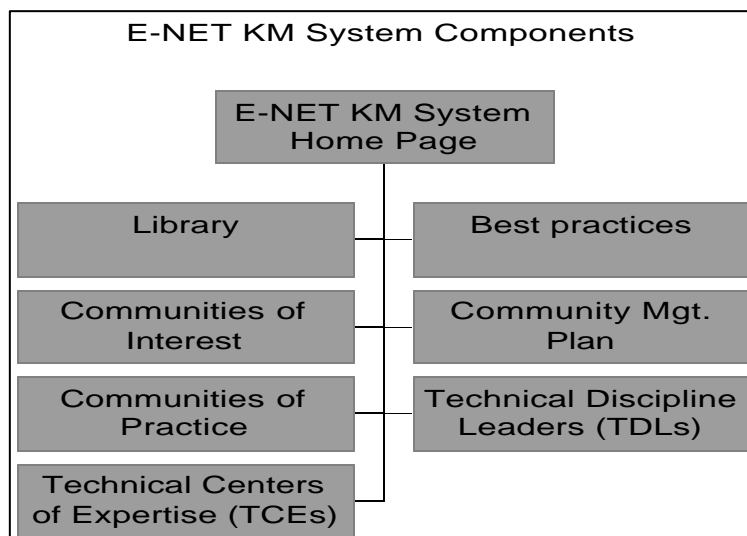 E-NET KM System Components
E-NET KM System
Home Page
Library
Best practices
Communities of
Interest
Community Mgt.
Plan
Communities of
Practice
Technical Discipline
Leaders (TDLs)
Technical Centers
of Expertise (TCEs)